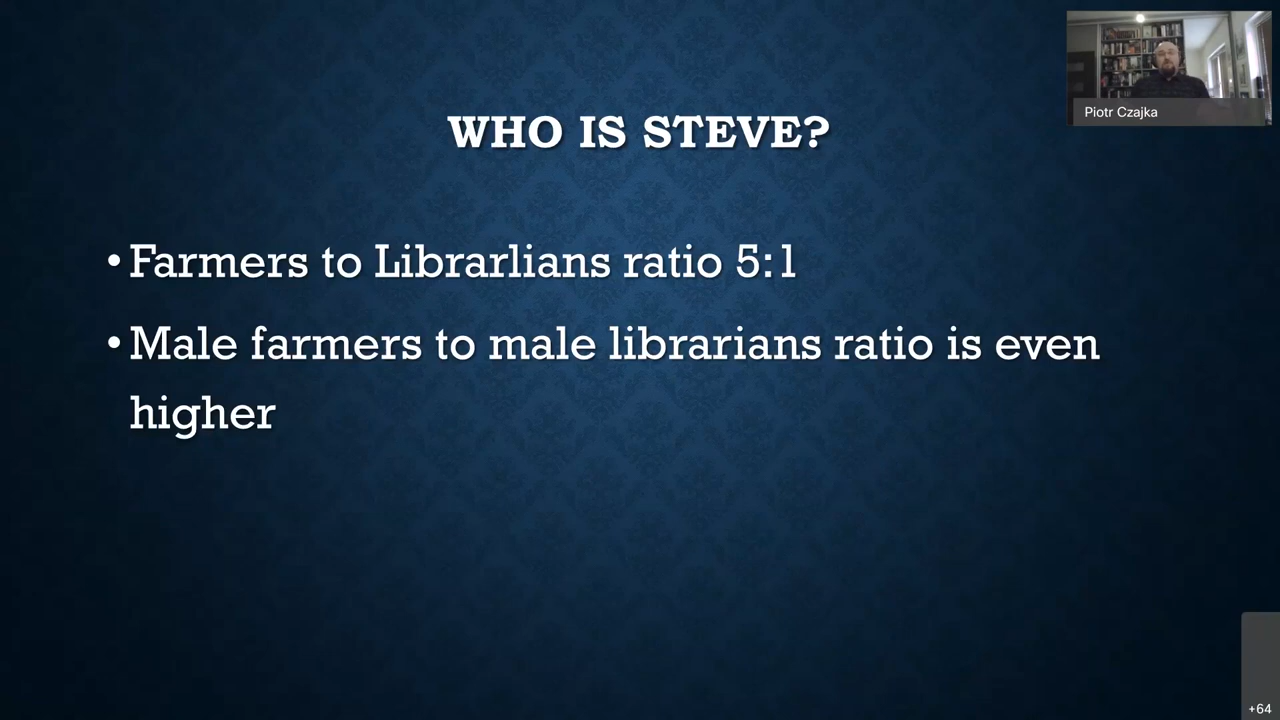 WHO IS STEVE?
• Farmers to Librarlians ratio 5:1
• Male farmers to male librarians ratio is even
higher
Piotr Czajka
+64